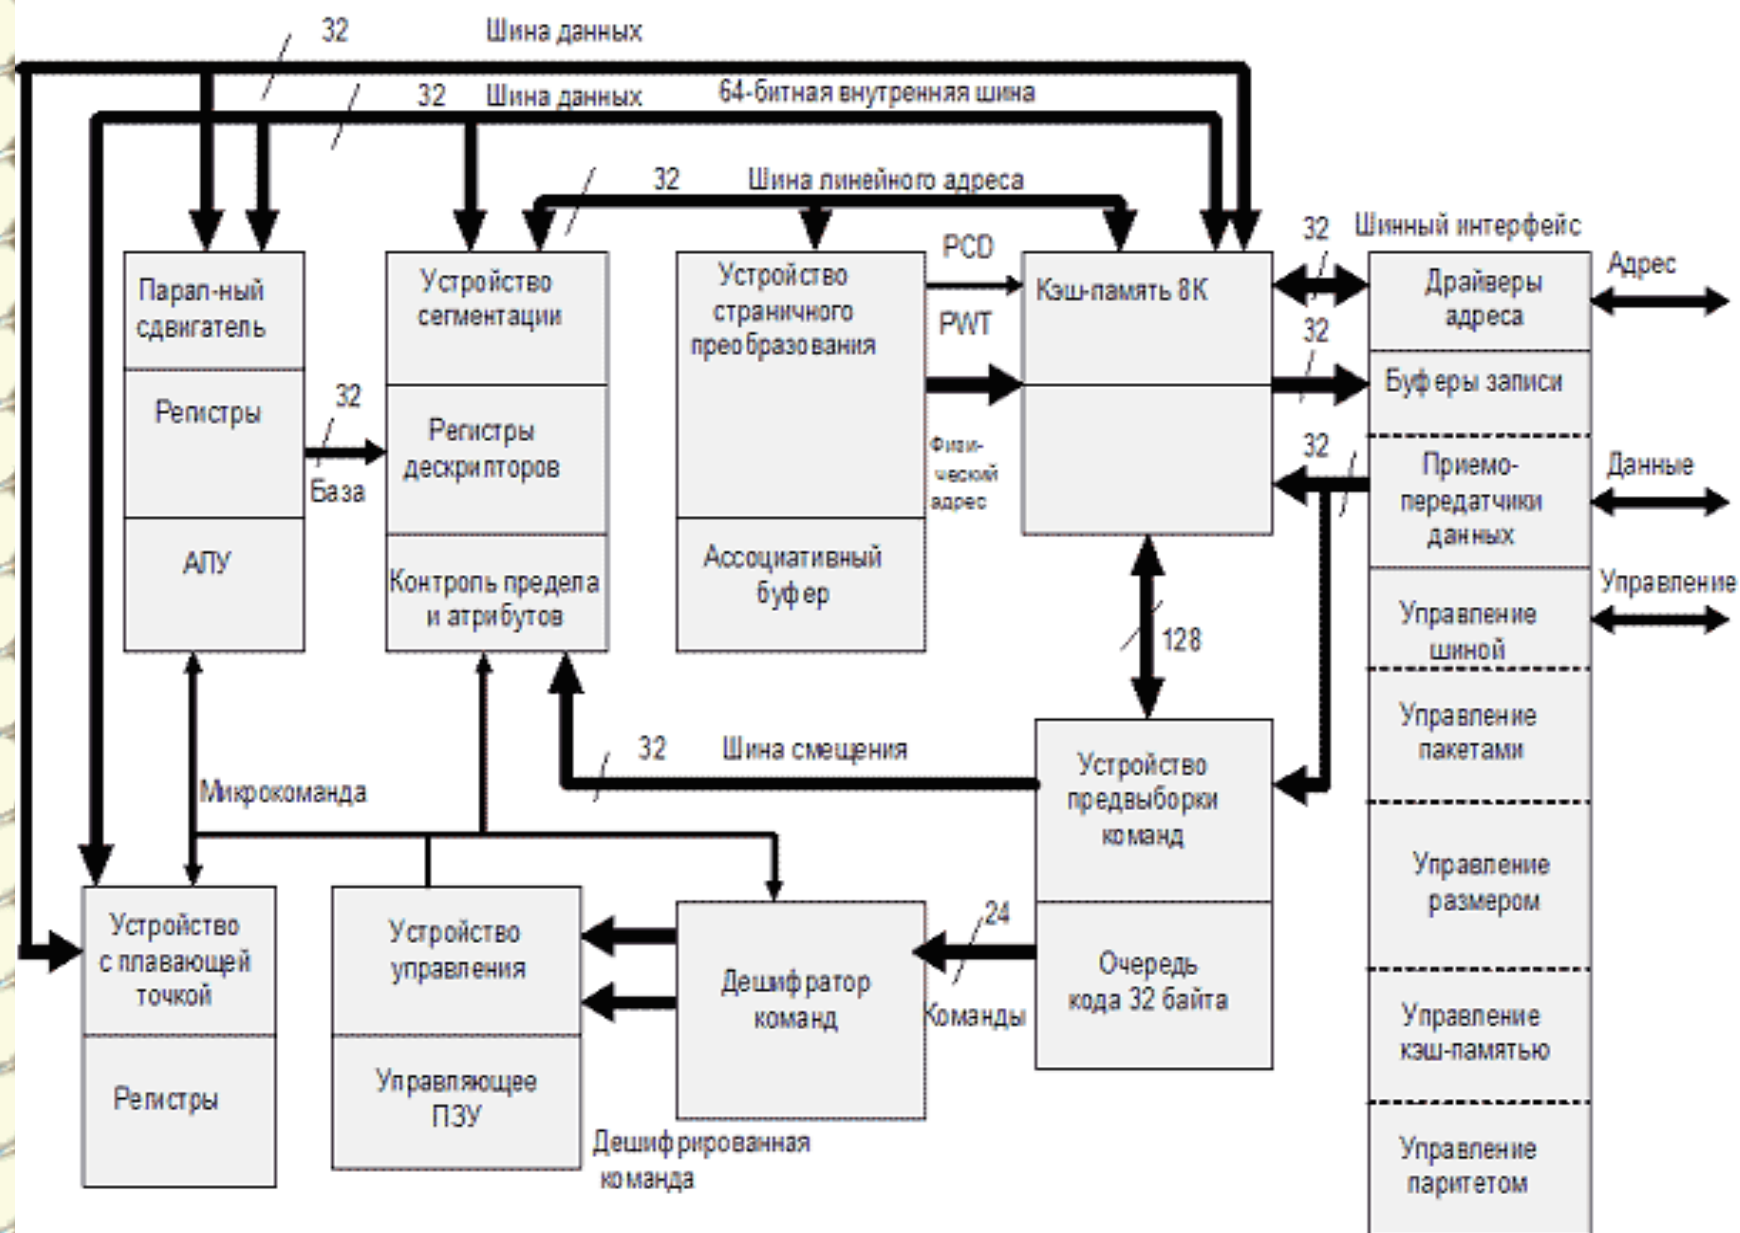 32 Шина данных
32 Шина данных 64-битная внутренняя шина
32 Шина линейного адреса
Парал-ный
сдвигатель
Регистры
АЛУ
32
База
Устройство
сегментации
Регистры
дескрипторов
Контроль предела
и атрибутов
Устройство
страничного
преобразования
Ассоциативный
буфер
PCD
PWT
Физи-
ческий
адрес
Кэш-память 8К
32
32
32
Шинный интерфейс
Драйверы
адреса
Буферы записи
Приемо-
передатчики
данных
Управление
шиной
Управление
пакетами
Управление
размером
Управление
кэш-памятью
Управление
паритетом
Адрес
Данные
Управление
128
32 Шина смещения
Микрокоманда
Устройство
предвыборки
команд
Очередь
кода 32 байта
24
Команды
Устройство
с плавающей
точкой
Регистры
Устройство
управления
Управляющее
ПЗУ
Дешифратор
команд
Дешифрированная
команда